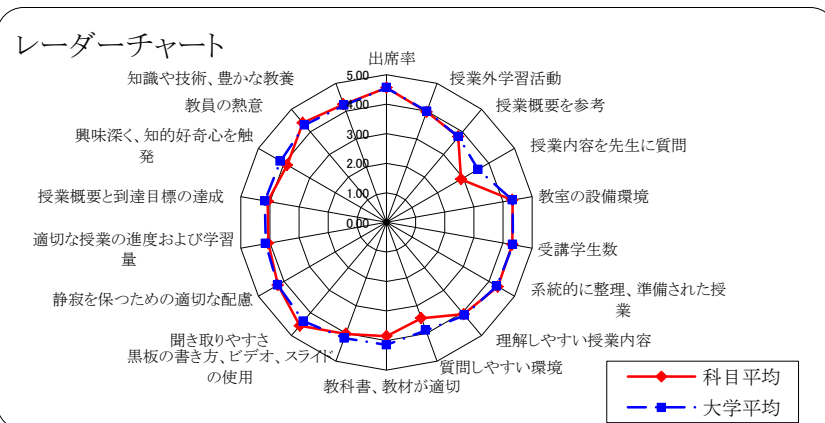 レーダーチャート
出席率
授業外学習活動
授業概要を参考
授業内容を先生に質問
教室の設備環境
受講学生数
系統的に整理、準備された授
業
理解しやすい授業内容
質問しやすい環境
教科書、教材が適切
黒板の書き方、ビデオ、スライド
の使用
聞き取りやすさ
静寂を保つための適切な配慮
適切な授業の進度および学習
量
授業概要と到達目標の達成
興味深く、知的好奇心を触
発
教員の熱意
知識や技術、豊かな教養
5.00
4.00
3.00
2.00
1.00
0.00
科目平均
大学平均